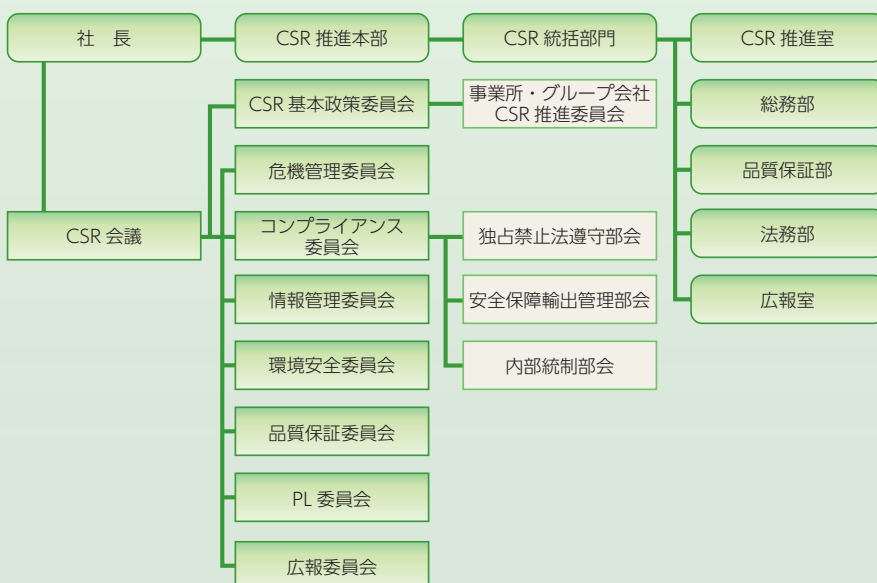 社　長
CSR 推進本部
CSR 統括部門
CSR 推進室
CSR 基本政策委員会
事業所・グループ会社
CSR 推進委員会
総務部
危機管理委員会
品質保証部
CSR 会議
コンプライアンス
委員会
独占禁止法遵守部会
法務部
情報管理委員会
安全保障輸出管理部会
広報室
環境安全委員会
内部統制部会
品質保証委員会
PL 委員会
広報委員会